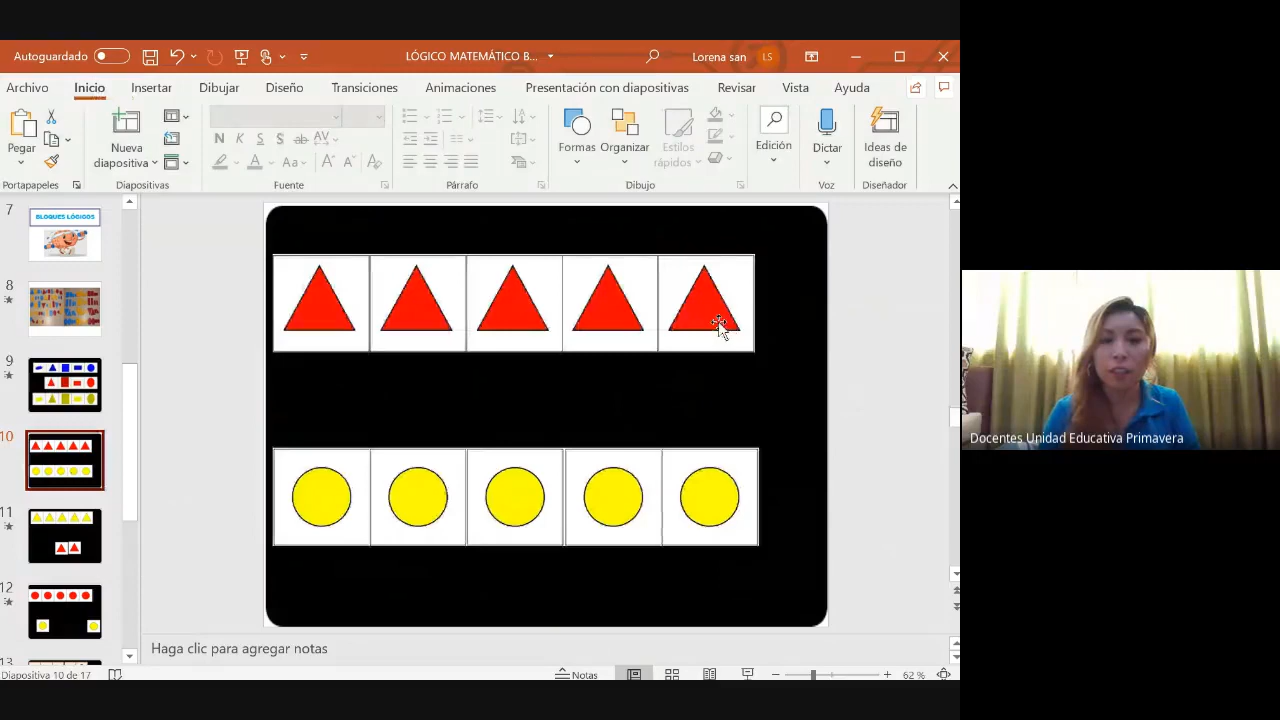 Autoguardado
LÓGICO MATEMÁTICO B...
Lorena san
LS
Archivo Inicio Insertar Dibujar Diseño Transiciones Animaciones Presentación con diapositivas Revisar Vista Ayuda
Pegar
Nueva diapositiva
N K S S ab AV
Aa A A
Formas
Organizar
Estilos rápidos
Edición
Dictar
Ideas de diseño
Portapapeles
Diapositivas
Fuente
Párrafo
Dibujo
Voz
Diseñador
7
BLOQUES LÓGICOS
8
9
10
11
12
13
Haga clic para agregar notas
Diapositiva 10 de 17
Notas
62 %
Docentes Unidad Educativa Primavera